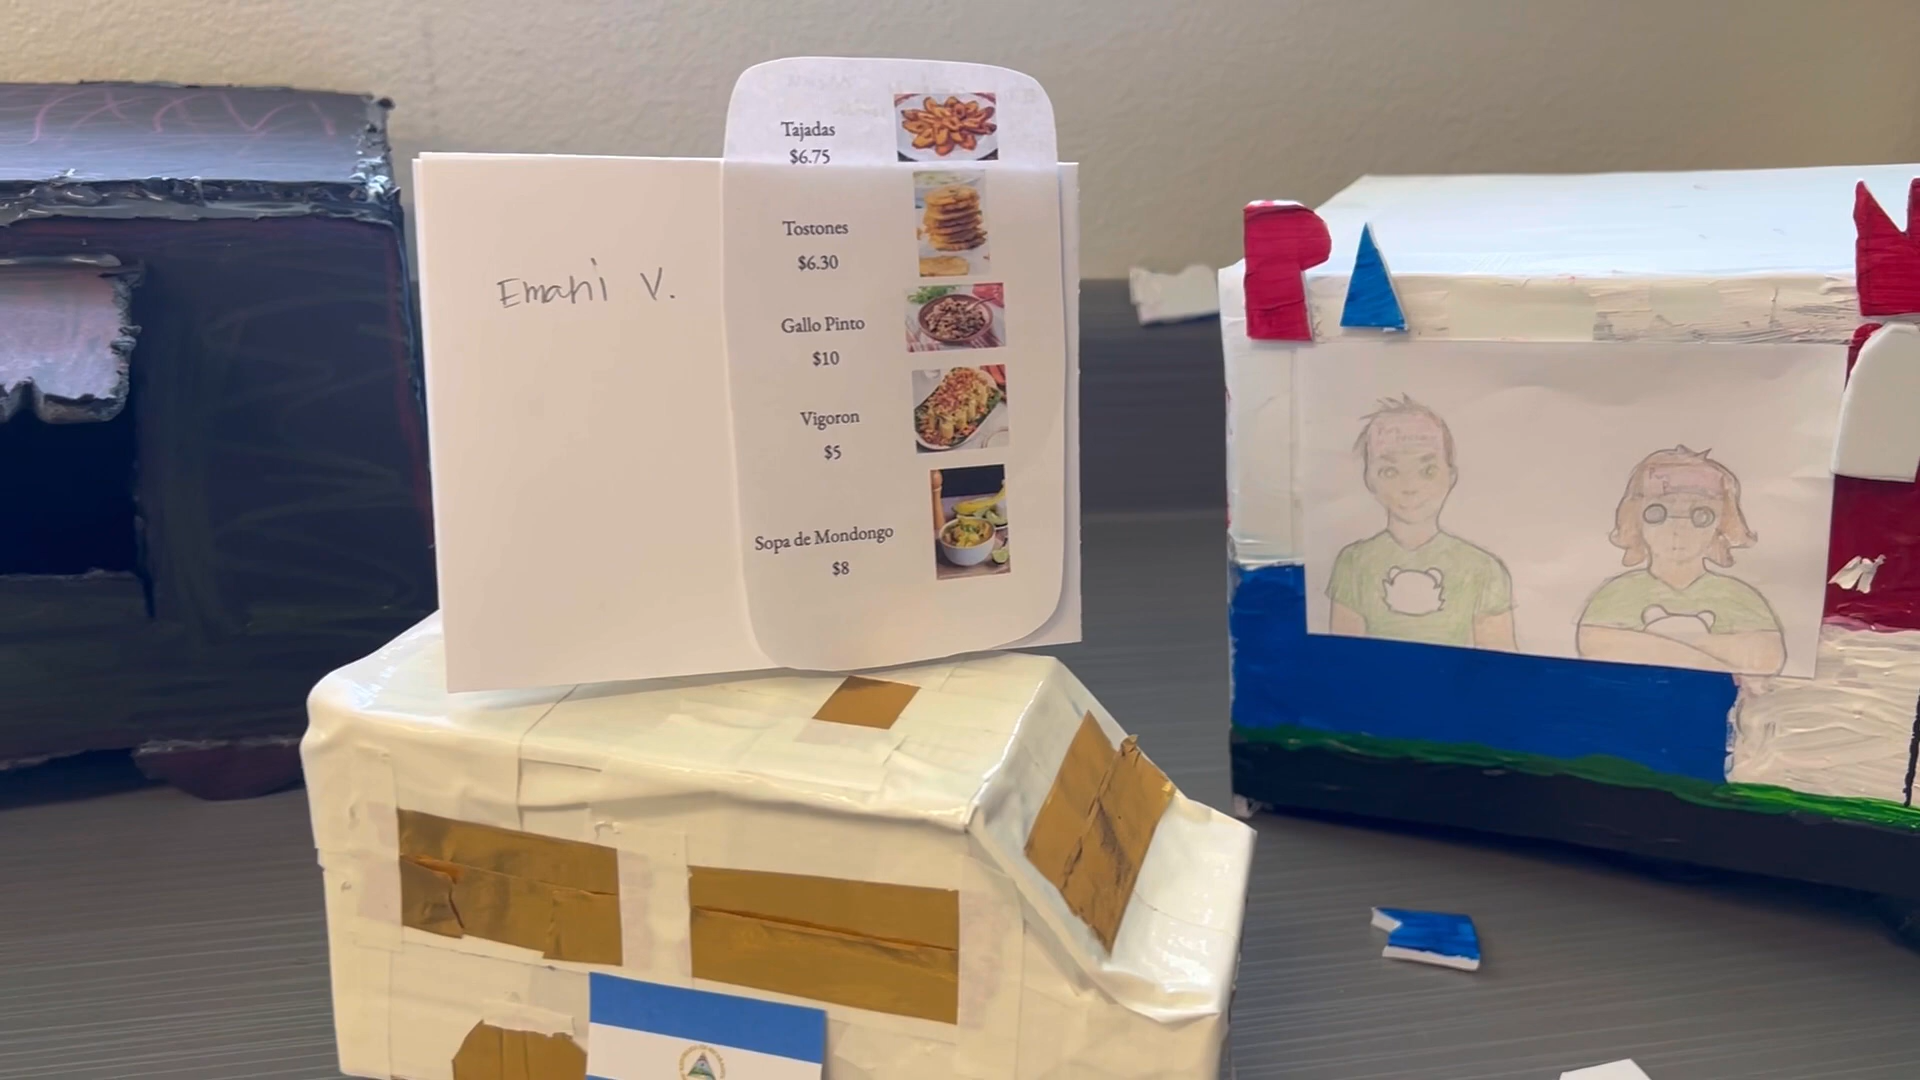 Tajadas
$6.75
Emani V.
Tostones
$6.30
Gallo Pinto
$10
Vigoron
$5
Sopa de Mondongo
$8